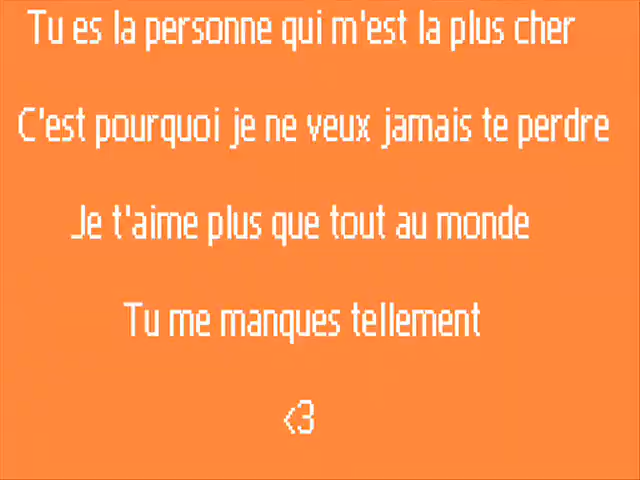 Tu es la personne qui m'est la plus cher
C'est pourquoi je ne veux jamais te perdre
Je t'aime plus que tout au monde
Tu me manques tellement
<3